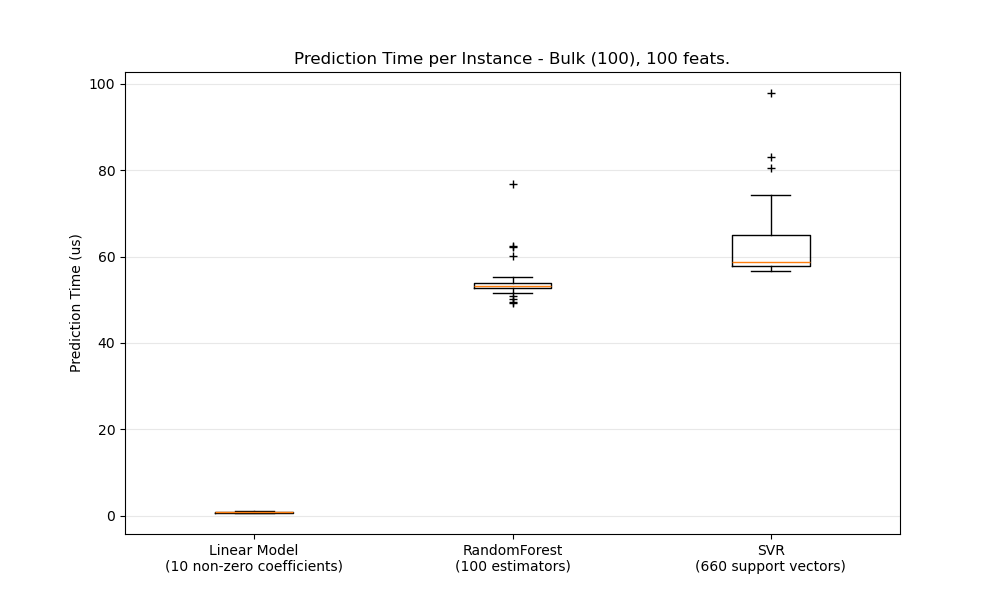 Prediction Time per Instance - Bulk (100), 100 feats.
Prediction Time (us)
100
80
60
40
20
0
Linear Model
(10 non-zero coefficients)
RandomForest
(100 estimators)
SVR
(660 support vectors)